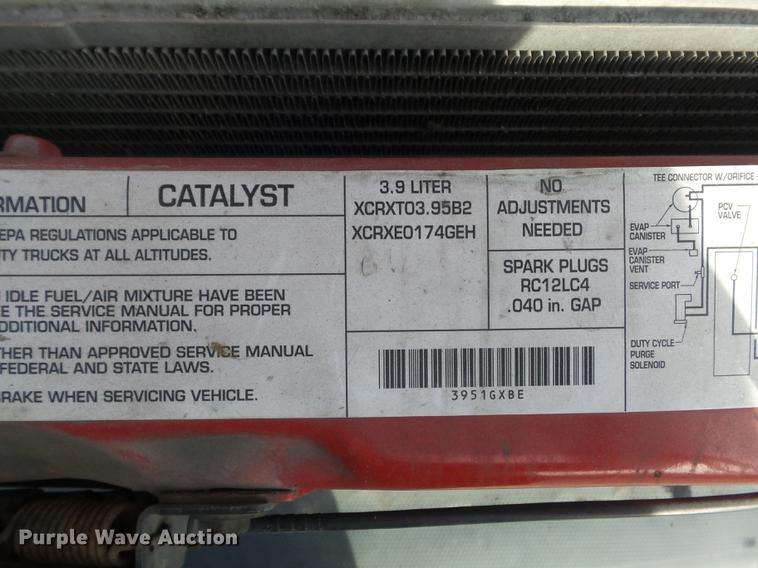 RMATION
CATALYST
EPA REGULATIONS APPLICABLE TO
TY TRUCKS AT ALL ALTITUDES.
IDLE FUEL/AIR MIXTURE HAVE BEEN
E THE SERVICE MANUAL FOR PROPER
ADDITIONAL INFORMATION.
THER THAN APPROVED SERVICE MANUAL
FEDERAL AND STATE LAWS.
RAKE WHEN SERVICING VEHICLE.
3.9 LITER
XCRXT03.95B2
XCRXE0174GEH
NO
ADJUSTMENTS
NEEDED
SPARK PLUGS
RC12LC4
.040 in. GAP
3951GXBE
TEE CONNECTOR W/ORIFICE
PCV
VALVE
EVAP
CANISTER
EVAP
CANISTER
VENT
SERVICE PORT
DUTY CYCLE
PURGE
SOLENOID
Purple Wave Auction